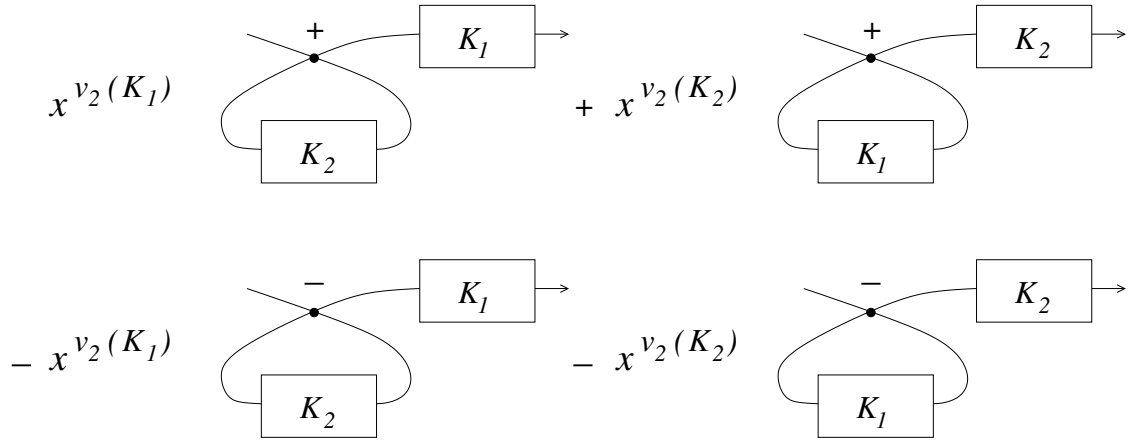 x^{v_2(K_1)} + K_2 K_1 + x^{v_2(K_2)} + K_1 K_2
− x^{v_2(K_1)} − K_2 K_1 − x^{v_2(K_2)} − K_1 K_2